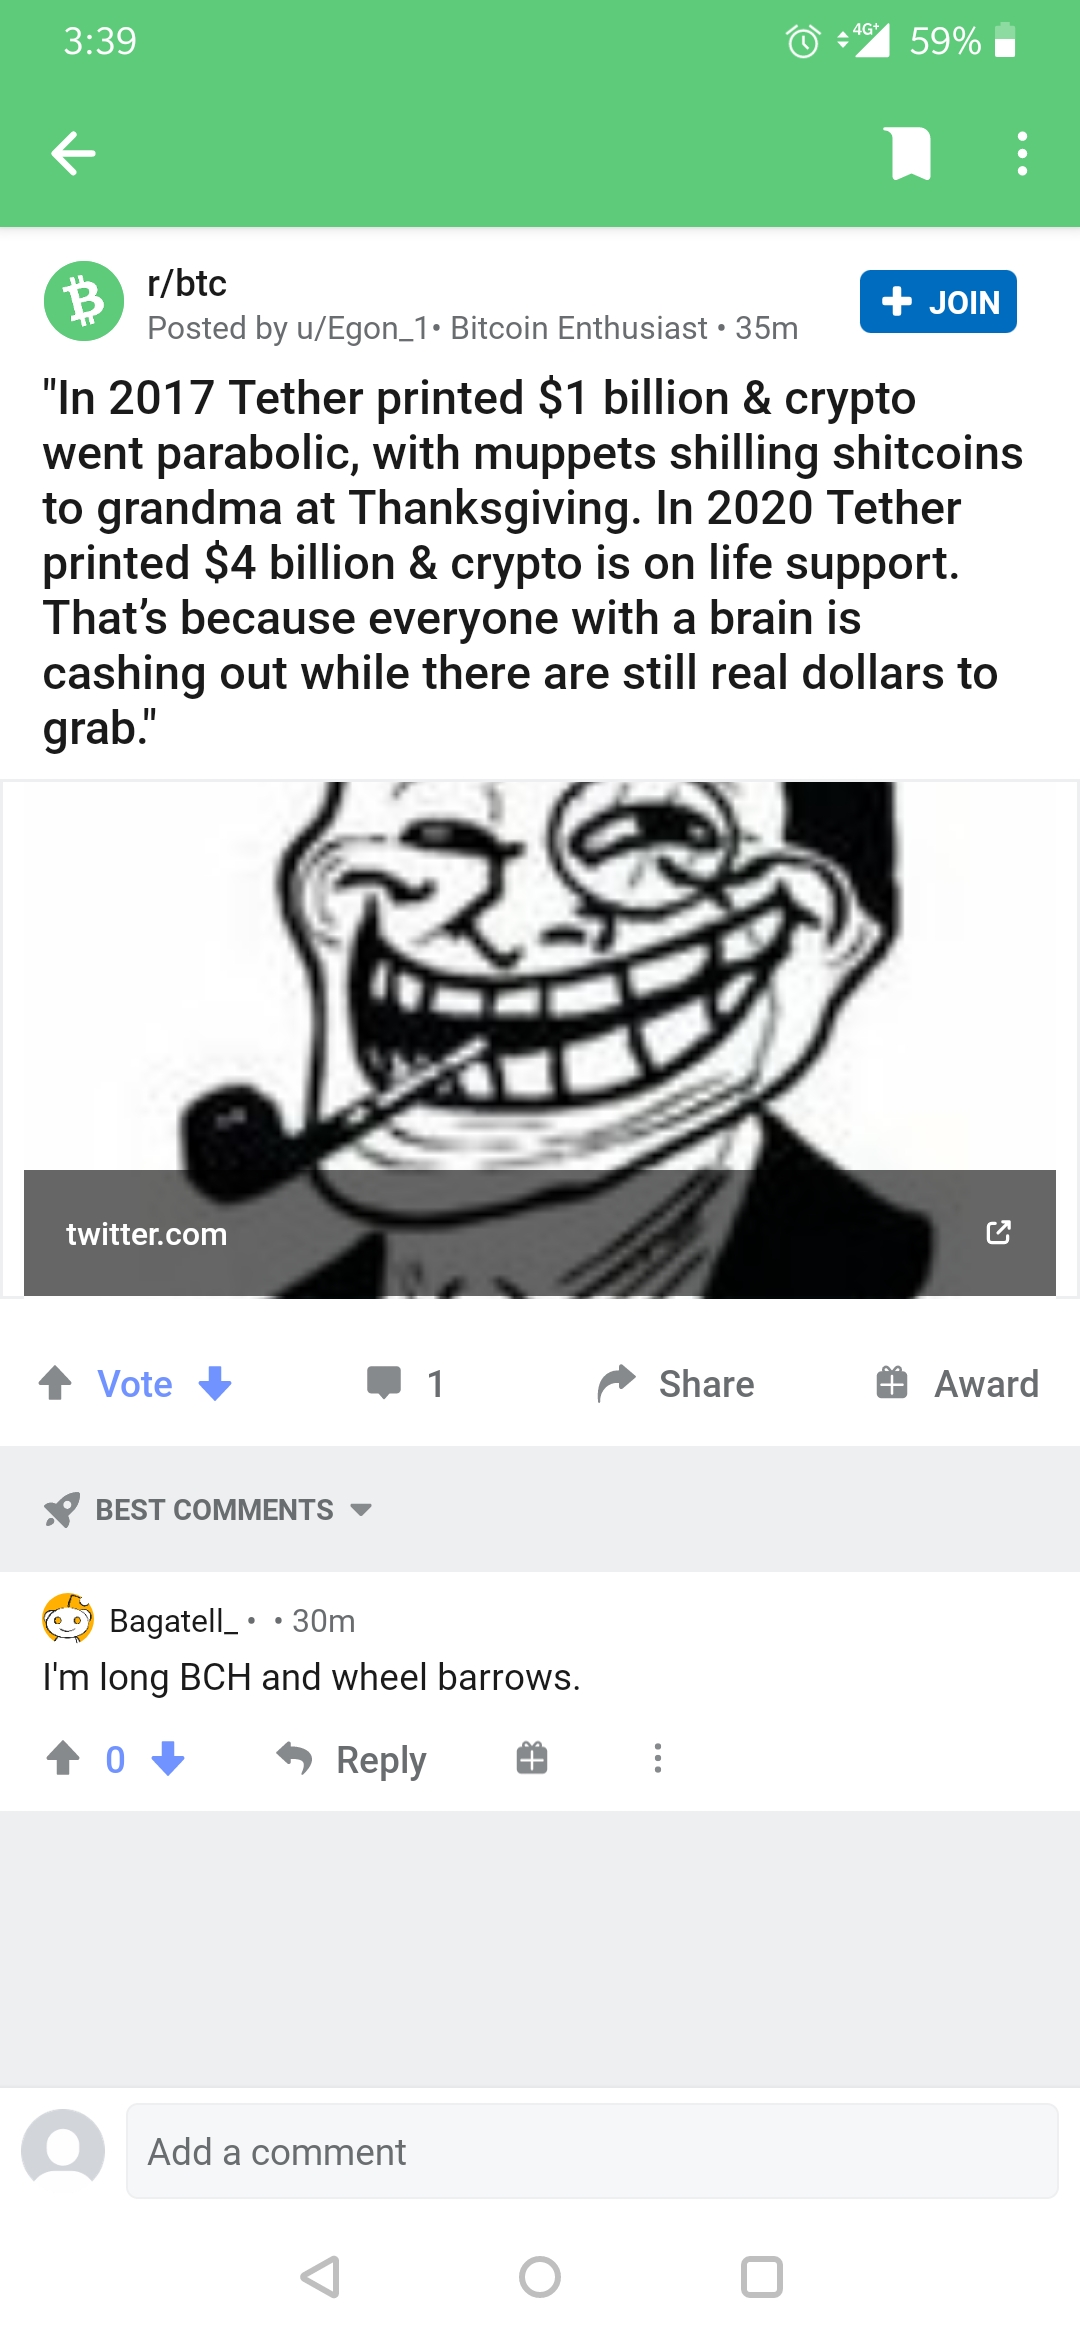 3:39
4G+ 59%
r/btc
Posted by u/Egon_1• Bitcoin Enthusiast • 35m
JOIN
"In 2017 Tether printed $1 billion & crypto
went parabolic, with muppets shilling shitcoins
to grandma at Thanksgiving. In 2020 Tether
printed $4 billion & crypto is on life support.
That’s because everyone with a brain is
cashing out while there are still real dollars to
grab."
twitter.com
Vote 1 Share Award
BEST COMMENTS
Bagatell_ • • 30m
I'm long BCH and wheel barrows.
0 Reply
Add a comment